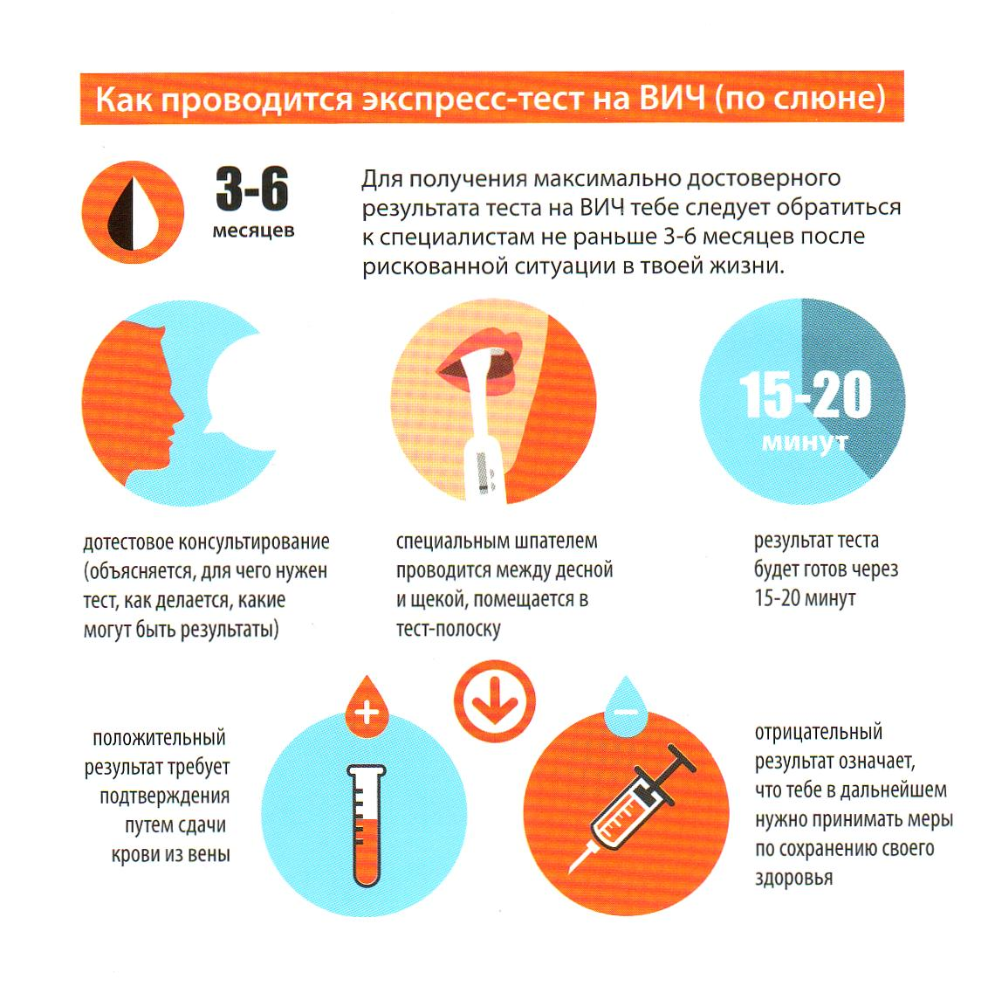 Как проводится экспресс-тест на ВИЧ (по слюне)
3-6
месяцев
Для получения максимально достоверного
результата теста на ВИЧ тебе следует обратиться
к специалистам не раньше 3-6 месяцев после
рискованной ситуации в твоей жизни.
15-20
минут
дотестовое консультирование
(объясняется, для чего нужен
тест, как делается, какие
могут быть результаты)
специальным шпателем
проводится между десной
и щекой, помещается в
тест-полоску
результат теста
будет готов через
15-20 минут
положительный
результат требует
подтверждения
путем сдачи
крови из вены
отрицательный
результат означает,
что тебе в дальнейшем
нужно принимать меры
по сохранению своего
здоровья